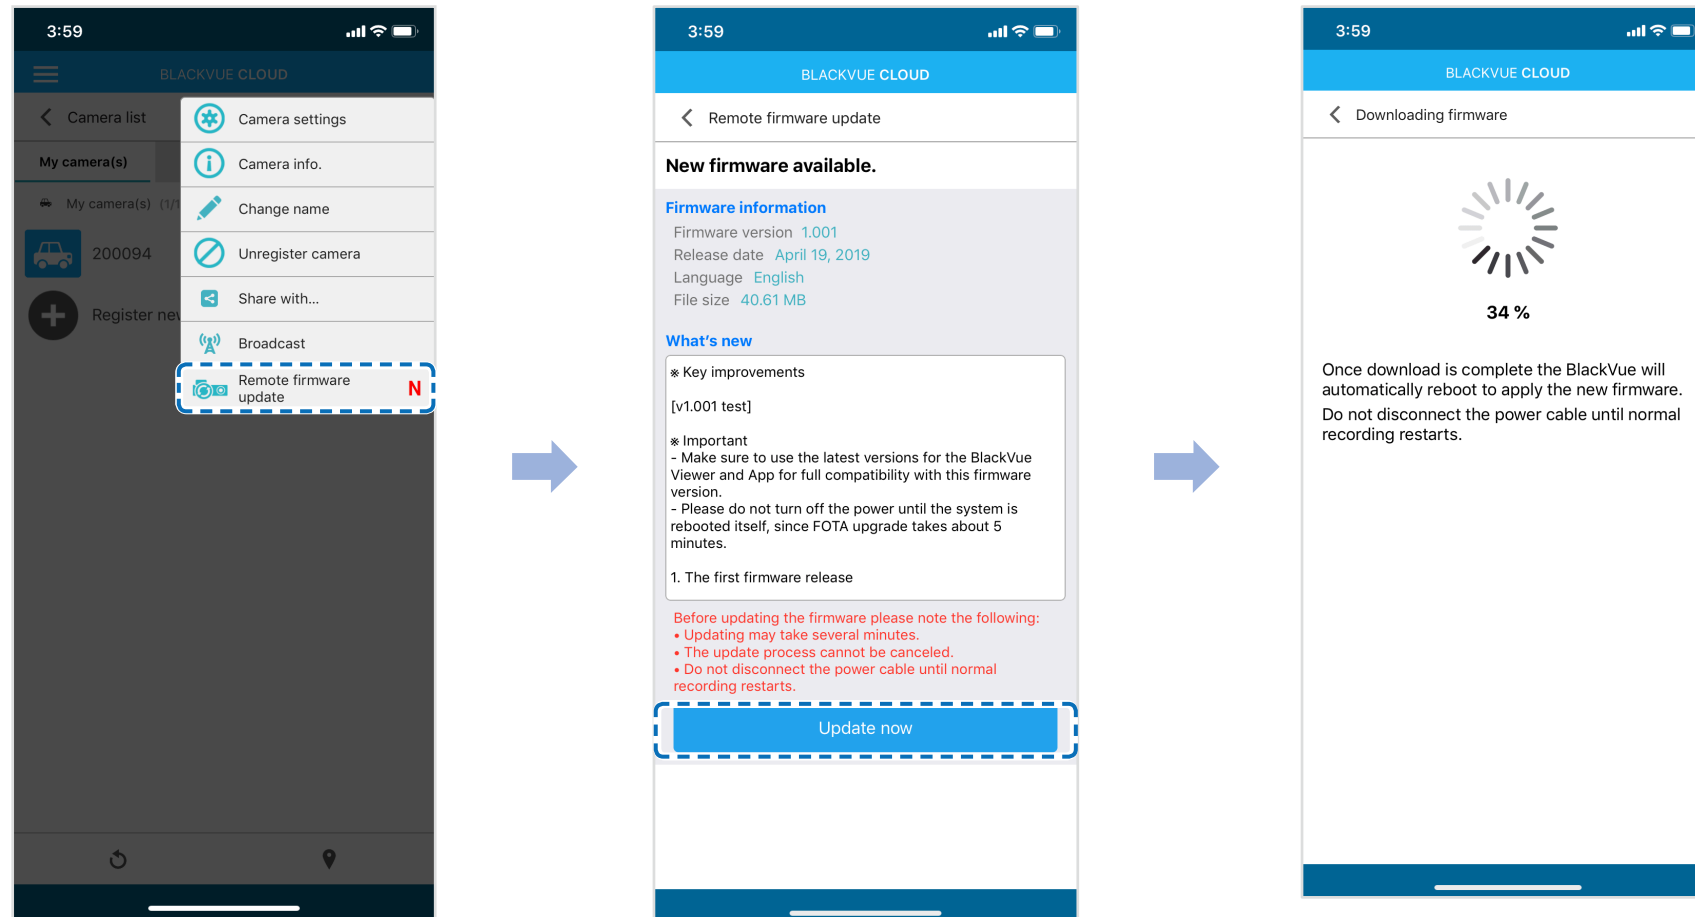 3:59
BLACKVUE CLOUD
Camera list
My camera(s)
My camera(s) (1/1
200094
Register new
Camera settings
Camera info.
Change name
Unregister camera
Share with...
Broadcast
Remote firmware
update N
3:59
BLACKVUE CLOUD
Remote firmware update
New firmware available.
Firmware information
Firmware version 1.001
Release date April 19, 2019
Language English
File size 40.61 MB
What's new
※ Key improvements
[v1.001 test]
※ Important
- Make sure to use the latest versions for the BlackVue
Viewer and App for full compatibility with this firmware
version.
- Please do not turn off the power until the system is
rebooted itself, since FOTA upgrade takes about 5
minutes.
1. The first firmware release
Before updating the firmware please note the following:
• Updating may take several minutes.
• The update process cannot be canceled.
• Do not disconnect the power cable until normal
recording restarts.
Update now
3:59
BLACKVUE CLOUD
Downloading firmware
34 %
Once download is complete the BlackVue will
automatically reboot to apply the new firmware.
Do not disconnect the power cable until normal
recording restarts.